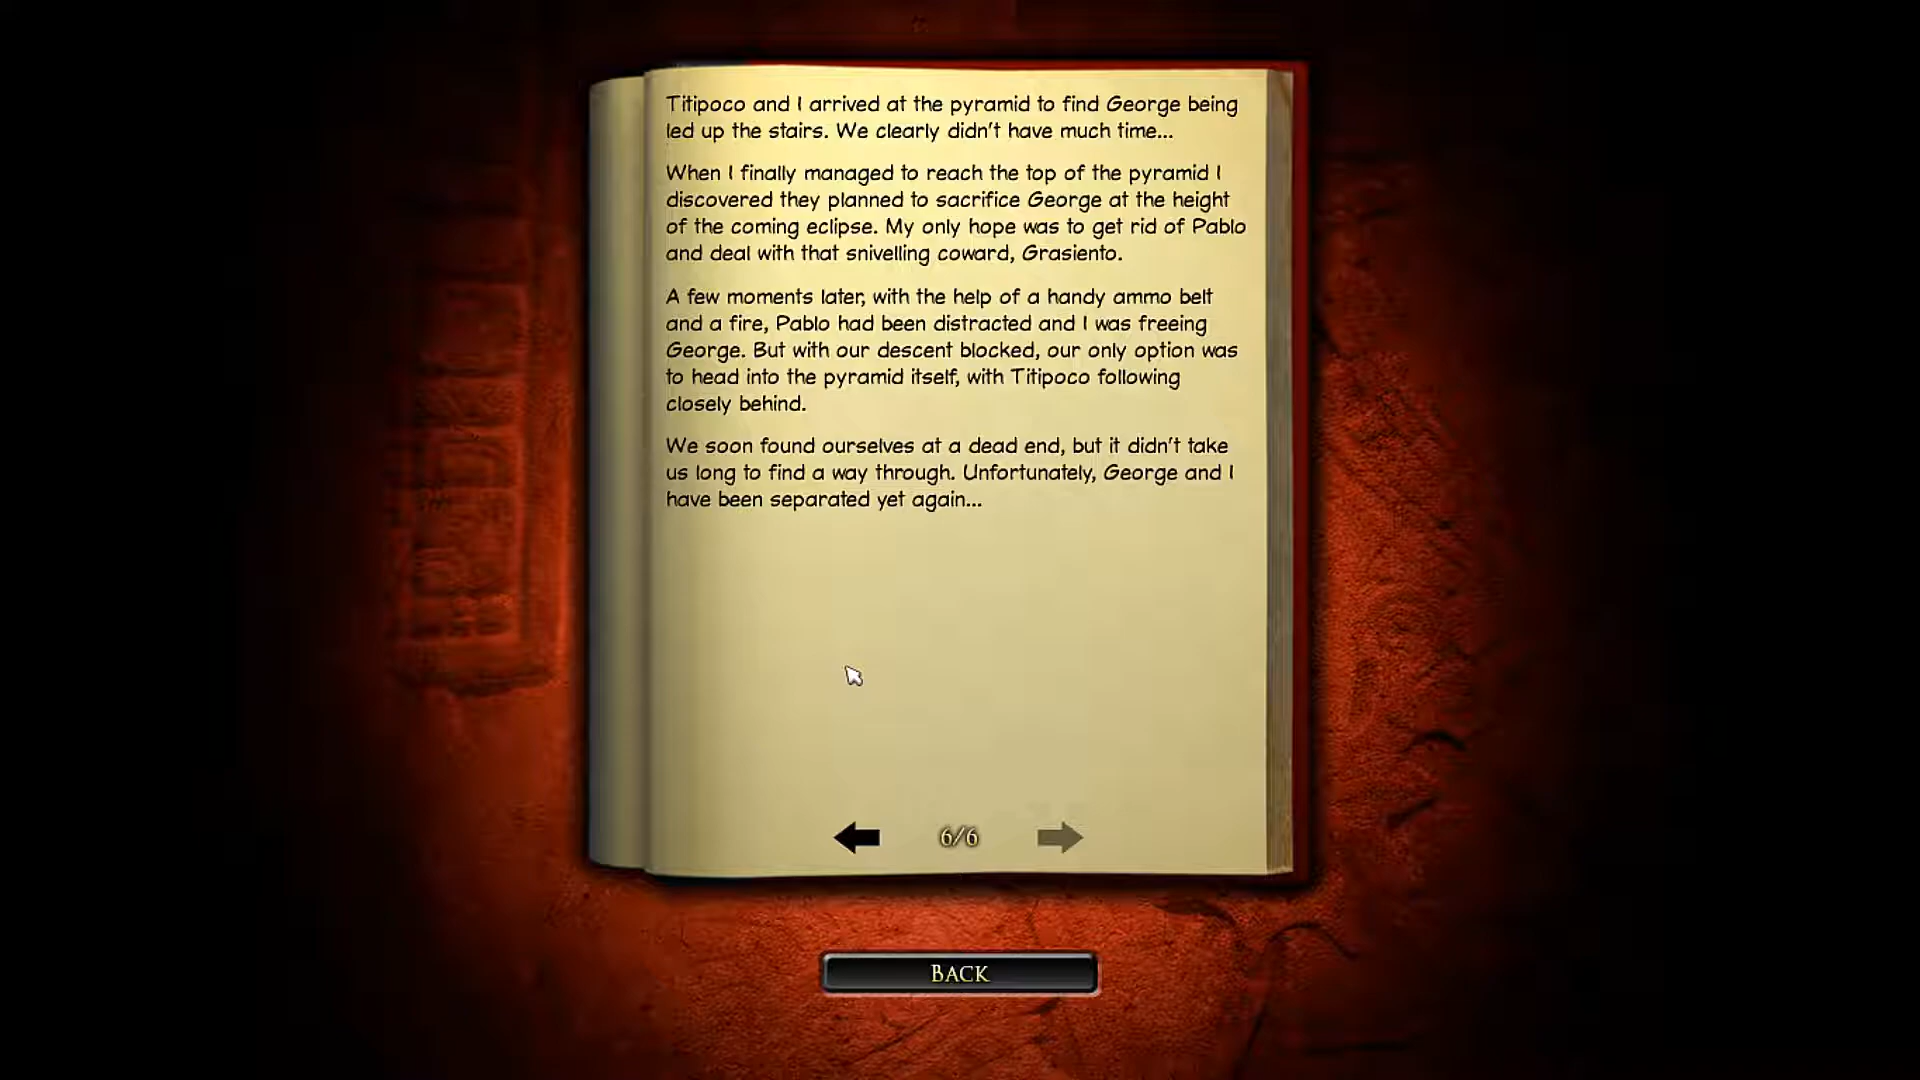 Titipoco and I arrived at the pyramid to find George being
led up the stairs. We clearly didn't have much time...
When I finally managed to reach the top of the pyramid I
discovered they planned to sacrifice George at the height
of the coming eclipse. My only hope was to get rid of Pablo
and deal with that snivelling coward, Grasiento.
A few moments later, with the help of a handy ammo belt
and a fire, Pablo had been distracted and I was freeing
George. But with our descent blocked, our only option was
to head into the pyramid itself, with Titipoco following
closely behind.
We soon found ourselves at a dead end, but it didn't take
us long to find a way through. Unfortunately, George and I
have been separated yet again...
6/6
BACK